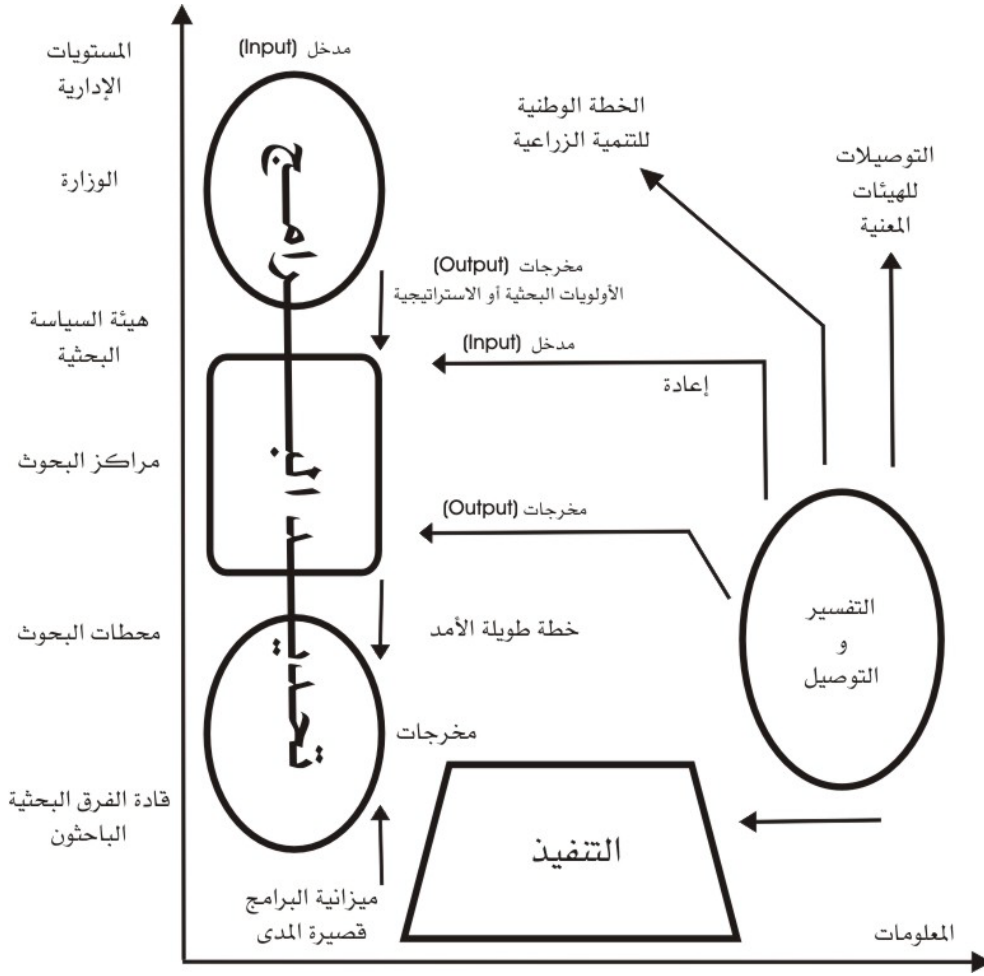 المستويات
الإدارية
مدخل (Input)
الخطة الوطنية
للتنمية الزراعية
التوصيلات
للهيئات
المعنية
الوزارة
مخرجات (Output)
الأولويات البحثية أو الاستراتيجية
هيئة السياسة
البحثية
مدخل (Input)
إعادة
مراكز البحوث
مخرجات (Output)
تحديد البرامج
التفسير
و
التوصيل
محطات البحوث
خطة طويلة الأمد
مخرجات
قادة الفرق البحثية
الباحثون
التنفيذ
ميزانية البرامج
قصيرة المدى
المعلومات